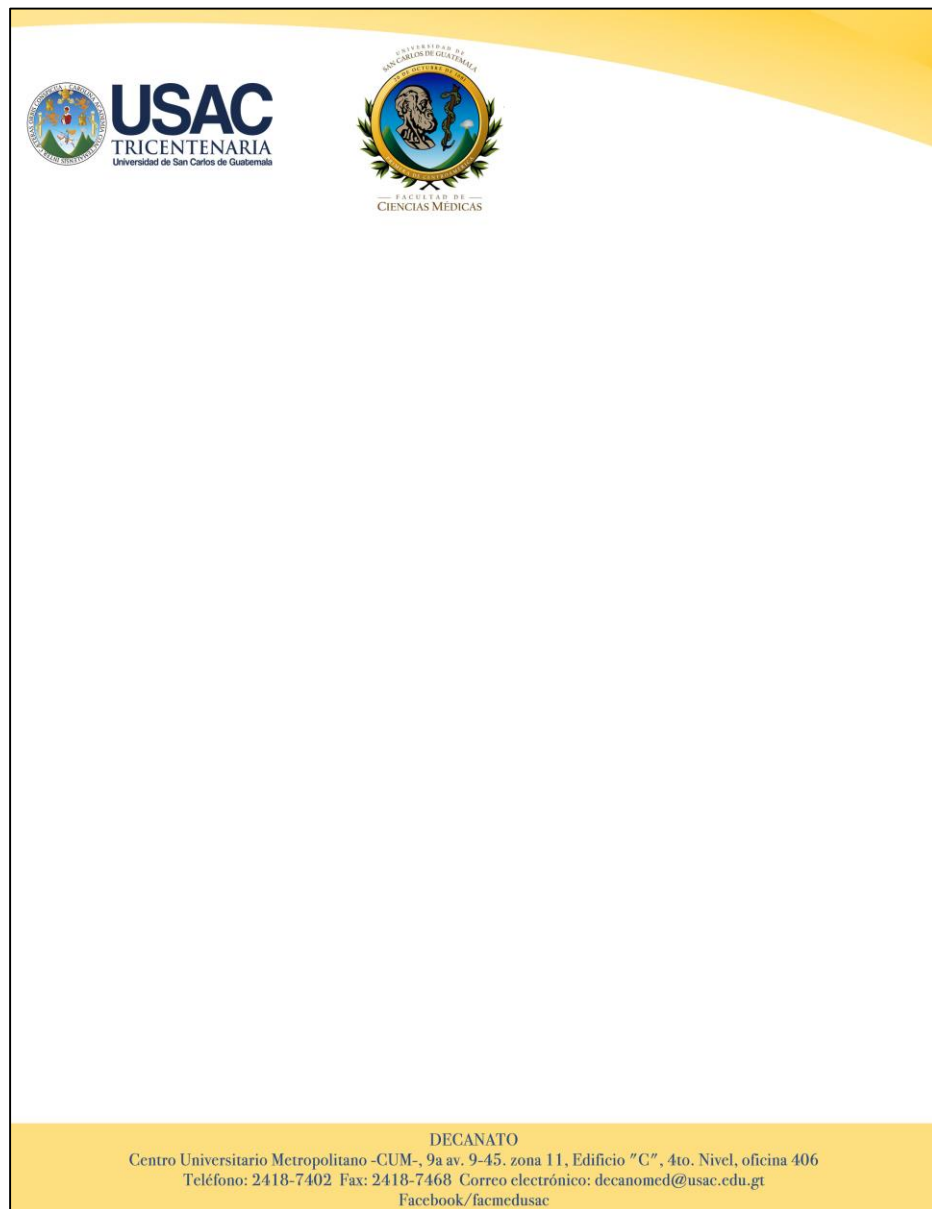 USAC
TRICENTENARIA
Universidad de San Carlos de Guatemala
UNIVERSIDAD DE
SAN CARLOS DE GUATEMALA
— FACULTAD DE —
CIENCIAS MÉDICAS
DECANATO
Centro Universitario Metropolitano -CUM-, 9a av. 9-45. zona 11, Edificio "C", 4to. Nivel, oficina 406
Teléfono: 2418-7402 Fax: 2418-7468 Correo electrónico: decanomed@usac.edu.gt
Facebook/facmedusac